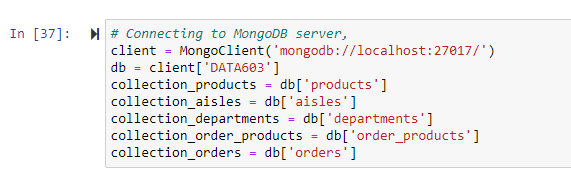 In [37]: # Connecting to MongoDB server,
client = MongoClient('mongodb://localhost:27017/')
db = client['DATA603']
collection_products = db['products']
collection_aisles = db['aisles']
collection_departments = db['departments']
collection_order_products = db['order_products']
collection_orders = db['orders']